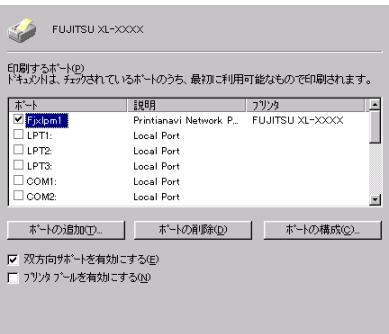 FUJITSU XL-XXXX
印刷するポート(P)
ドキュメントは、チェックされているポートのうち、最初に利用可能なもので印刷されます。
ポート 説明 プリンタ
Fjxlpm1 Printianavi Network P... FUJITSU XL-XXXX
LPT1: Local Port
LPT2: Local Port
LPT3: Local Port
COM1: Local Port
COM2: Local Port
ポートの追加(T)... ポートの削除(D) ポートの構成(C)...
双方向サポートを有効にする(E)
プリンタ プールを有効にする(N)